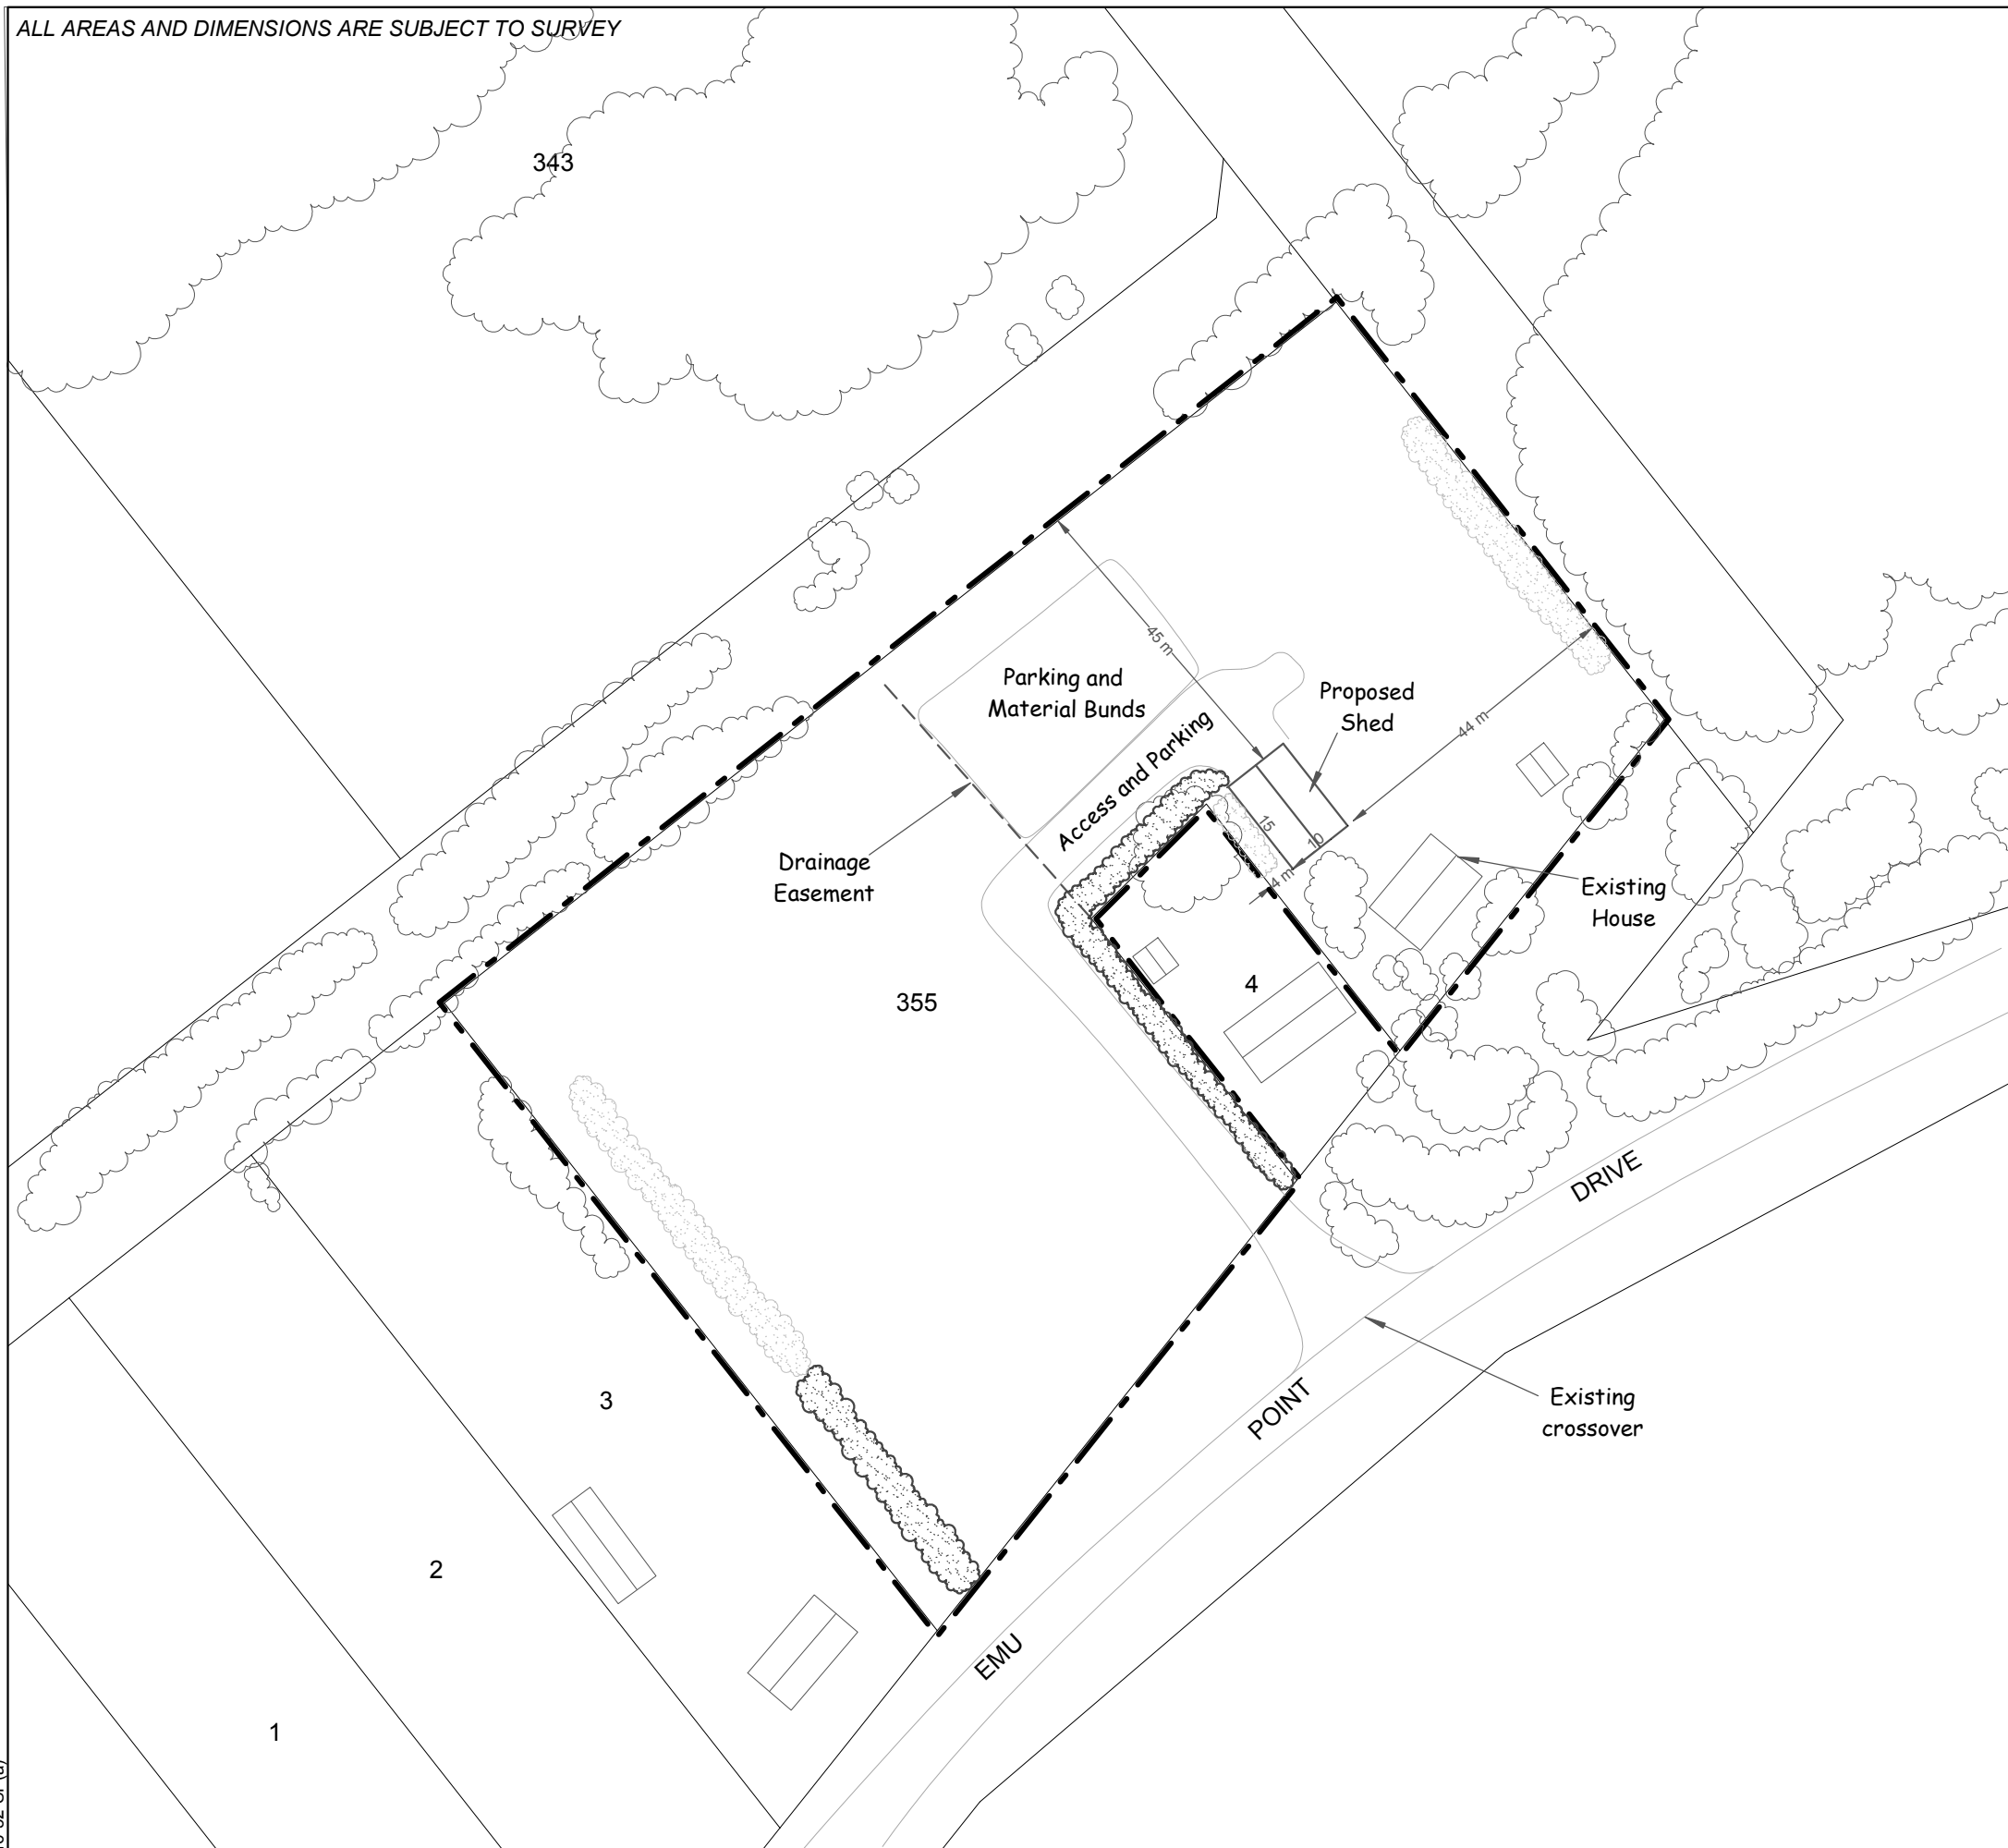 ALL AREAS AND DIMENSIONS ARE SUBJECT TO SURVEY
343
45 m
Parking and
Material Bunds
Proposed
Shed
44 m
Access and Parking
15
10
4 m
Drainage
Easement
Existing
House
4
355
DRIVE
POINT
EMU
Existing
crossover
3
2
1